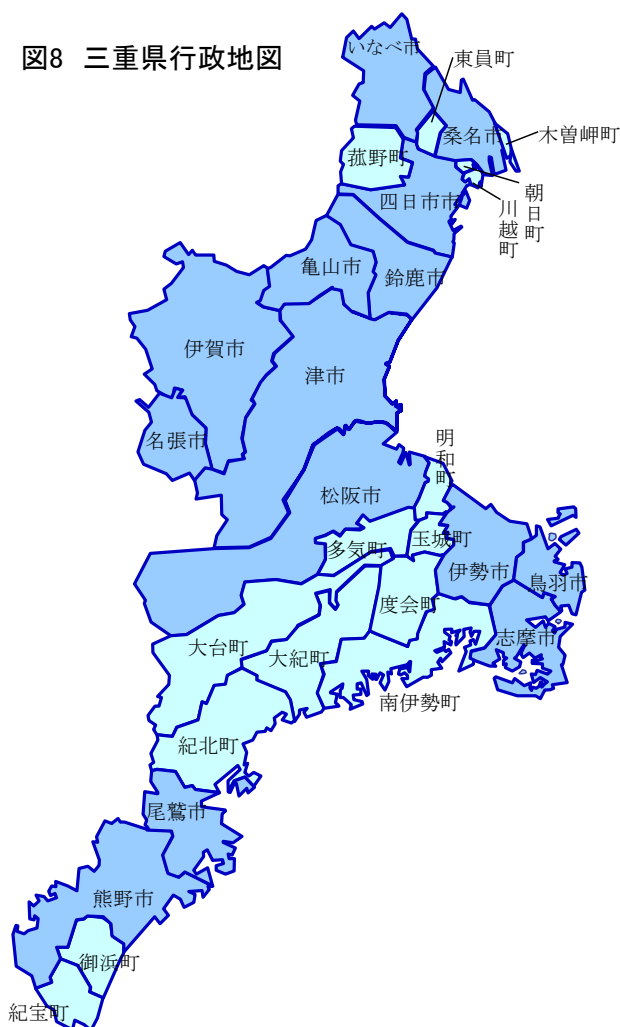 図8 三重県行政地図
いなべ市
東員町
桑名市
木曽岬町
菰野町
朝日町
四日市市
川越町
亀山市
鈴鹿市
伊賀市
津市
名張市
明和町
松阪市
多気町
玉城町
伊勢市
鳥羽市
度会町
志摩市
大台町
大紀町
南伊勢町
紀北町
尾鷲市
熊野市
御浜町
紀宝町